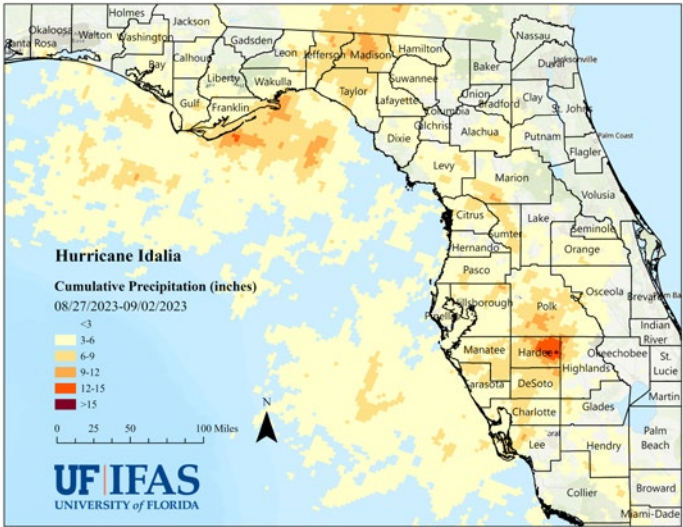 Holmes
Jackson
Okaloosa
Santa Rosa
Walton
Washington
Gadsden
Nassau
Bay
Calhoun
Leon
Jefferson
Madison
Hamilton
Jacksonville
Duval
Liberty
Wakulla
Suwannee
Baker
Gulf
Franklin
Taylor
Lafayette
Union
Bradford
Clay
St. Johns
Columbia
Gilchrist
Dixie
Alachua
Putnam
Palm Coast
Flagler
Levy
Marion
Volusia
Citrus
Lake
Sumter
Seminole
Hernando
Orange
Hurricane Idalia
Pasco
Cumulative Precipitation (inches)
08/27/2023-09/02/2023
Osceola
Brevard
Palm Ba
Hillsborough
Polk
Pinellas
<3
3-6
6-9
9-12
12-15
>15
Indian
River
Manatee
Hardee
Okeechobee
St.
Lucie
Highlands
Sarasota
DeSoto
Martin
Charlotte
Glades
N
0 25 50 100 Miles
oral
Lee
Hendry
Palm
Beach
UF|IFAS
UNIVERSITY of FLORIDA
Collier
Broward
Miami-Dade